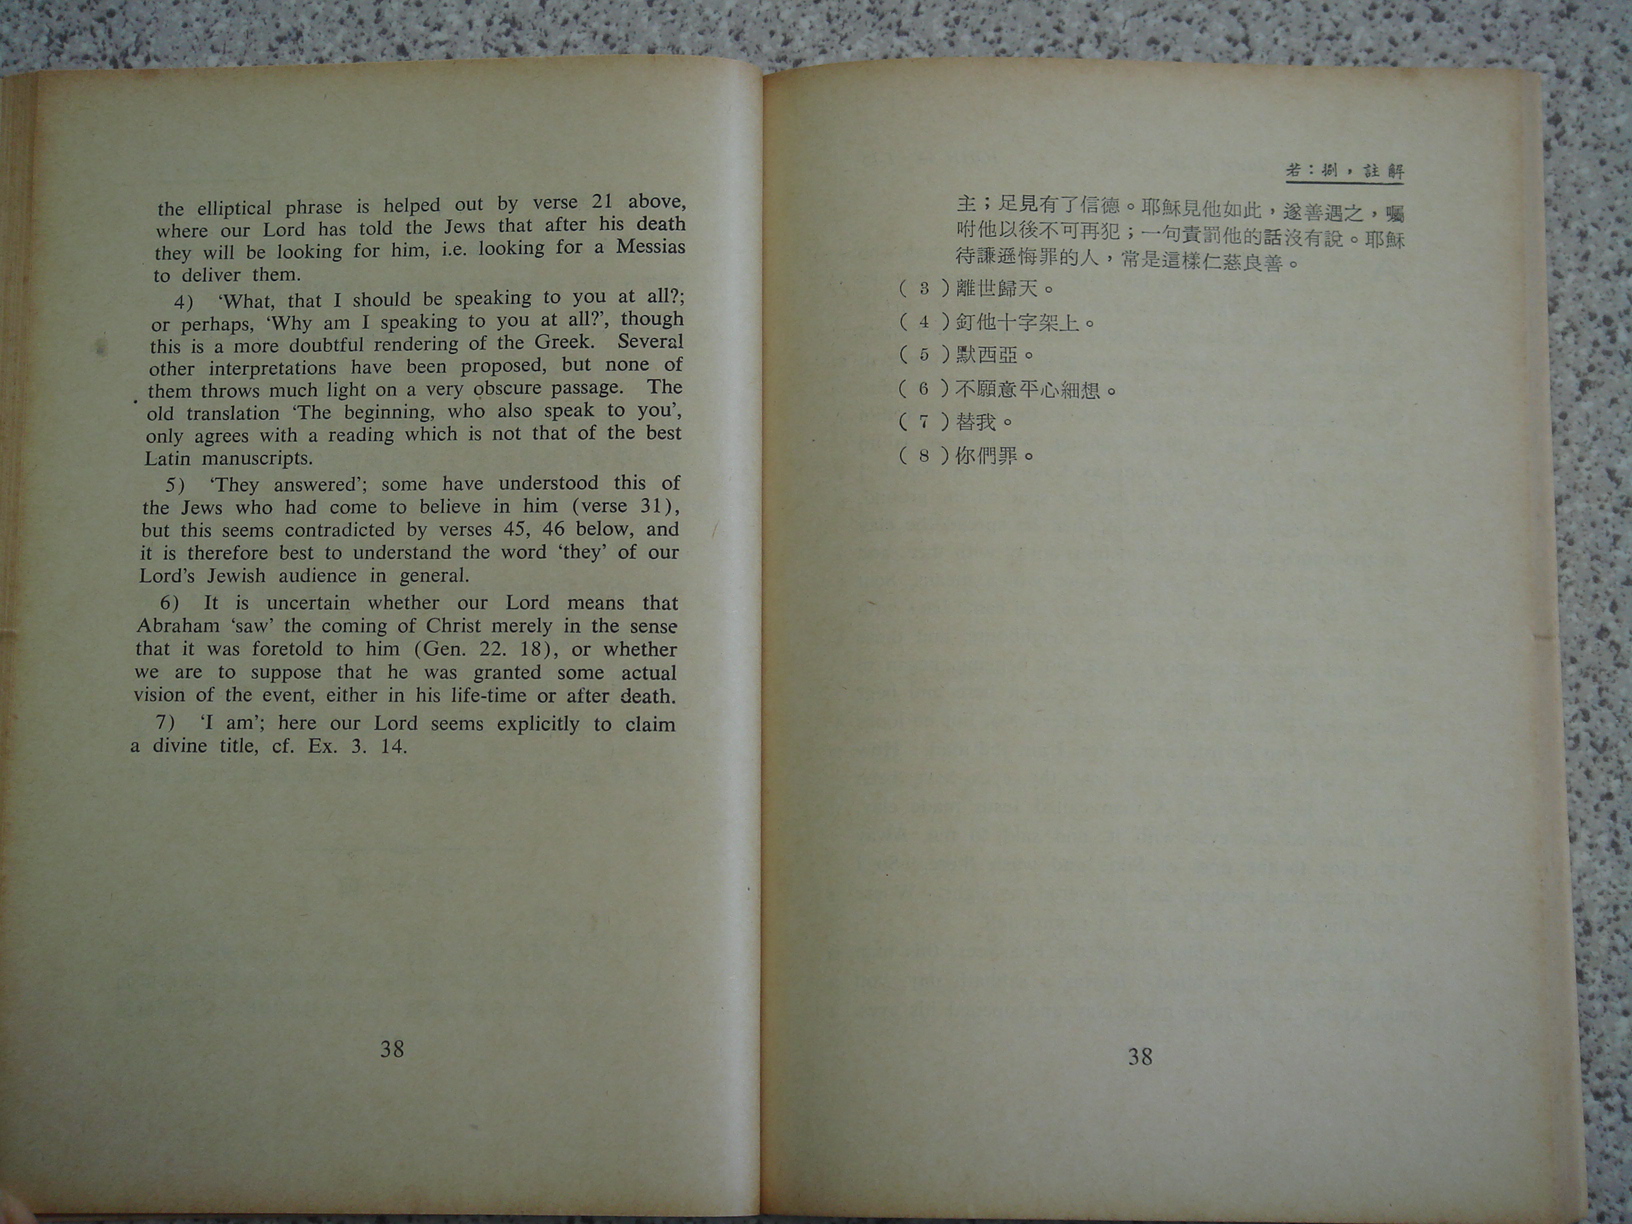 the elliptical phrase is helped out by verse 21 above,
where our Lord has told the Jews that after his death
they will be looking for him, i.e. looking for a Messias
to deliver them.
4) ‘What, that I should be speaking to you at all?;
or perhaps, ‘Why am I speaking to you at all?’, though
this is a more doubtful rendering of the Greek. Several
other interpretations have been proposed, but none of
them throws much light on a very obscure passage. The
old translation ‘The beginning, who also speak to you’,
only agrees with a reading which is not that of the best
Latin manuscripts.
5) ‘They answered’; some have understood this of
the Jews who had come to believe in him (verse 31),
but this seems contradicted by verses 45, 46 below, and
it is therefore best to understand the word ‘they’ of our
Lord’s Jewish audience in general.
6) It is uncertain whether our Lord means that
Abraham ‘saw’ the coming of Christ merely in the sense
that it was foretold to him (Gen. 22. 18), or whether
we are to suppose that he was granted some actual
vision of the event, either in his life-time or after death.
7) ‘I am’; here our Lord seems explicitly to claim
a divine title, cf. Ex. 3. 14.
38
若：捌，註解
主；足見有了信德。耶穌見他如此，遂善遇之，囑
咐他以後不可再犯；一句責罰他的話沒有說。耶穌
待謙遜悔罪的人，常是這樣仁慈良善。
（3）離世歸天。
（4）釘他十字架上。
（5）默西亞。
（6）不願意平心細想。
（7）替我。
（8）你們罪。
38